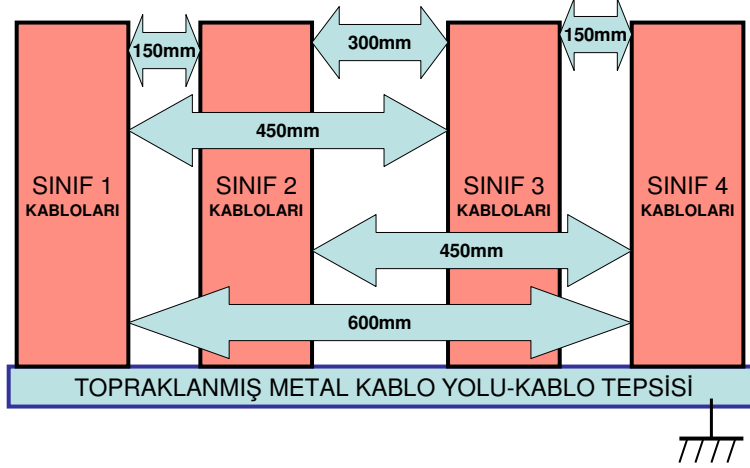 150mm
300mm
150mm
450mm
SINIF 1
KABLOLARI
SINIF 2
KABLOLARI
SINIF 3
KABLOLARI
SINIF 4
KABLOLARI
450mm
600mm
TOPRAKLANMIŞ METAL KABLO YOLU-KABLO TEPSİSİ